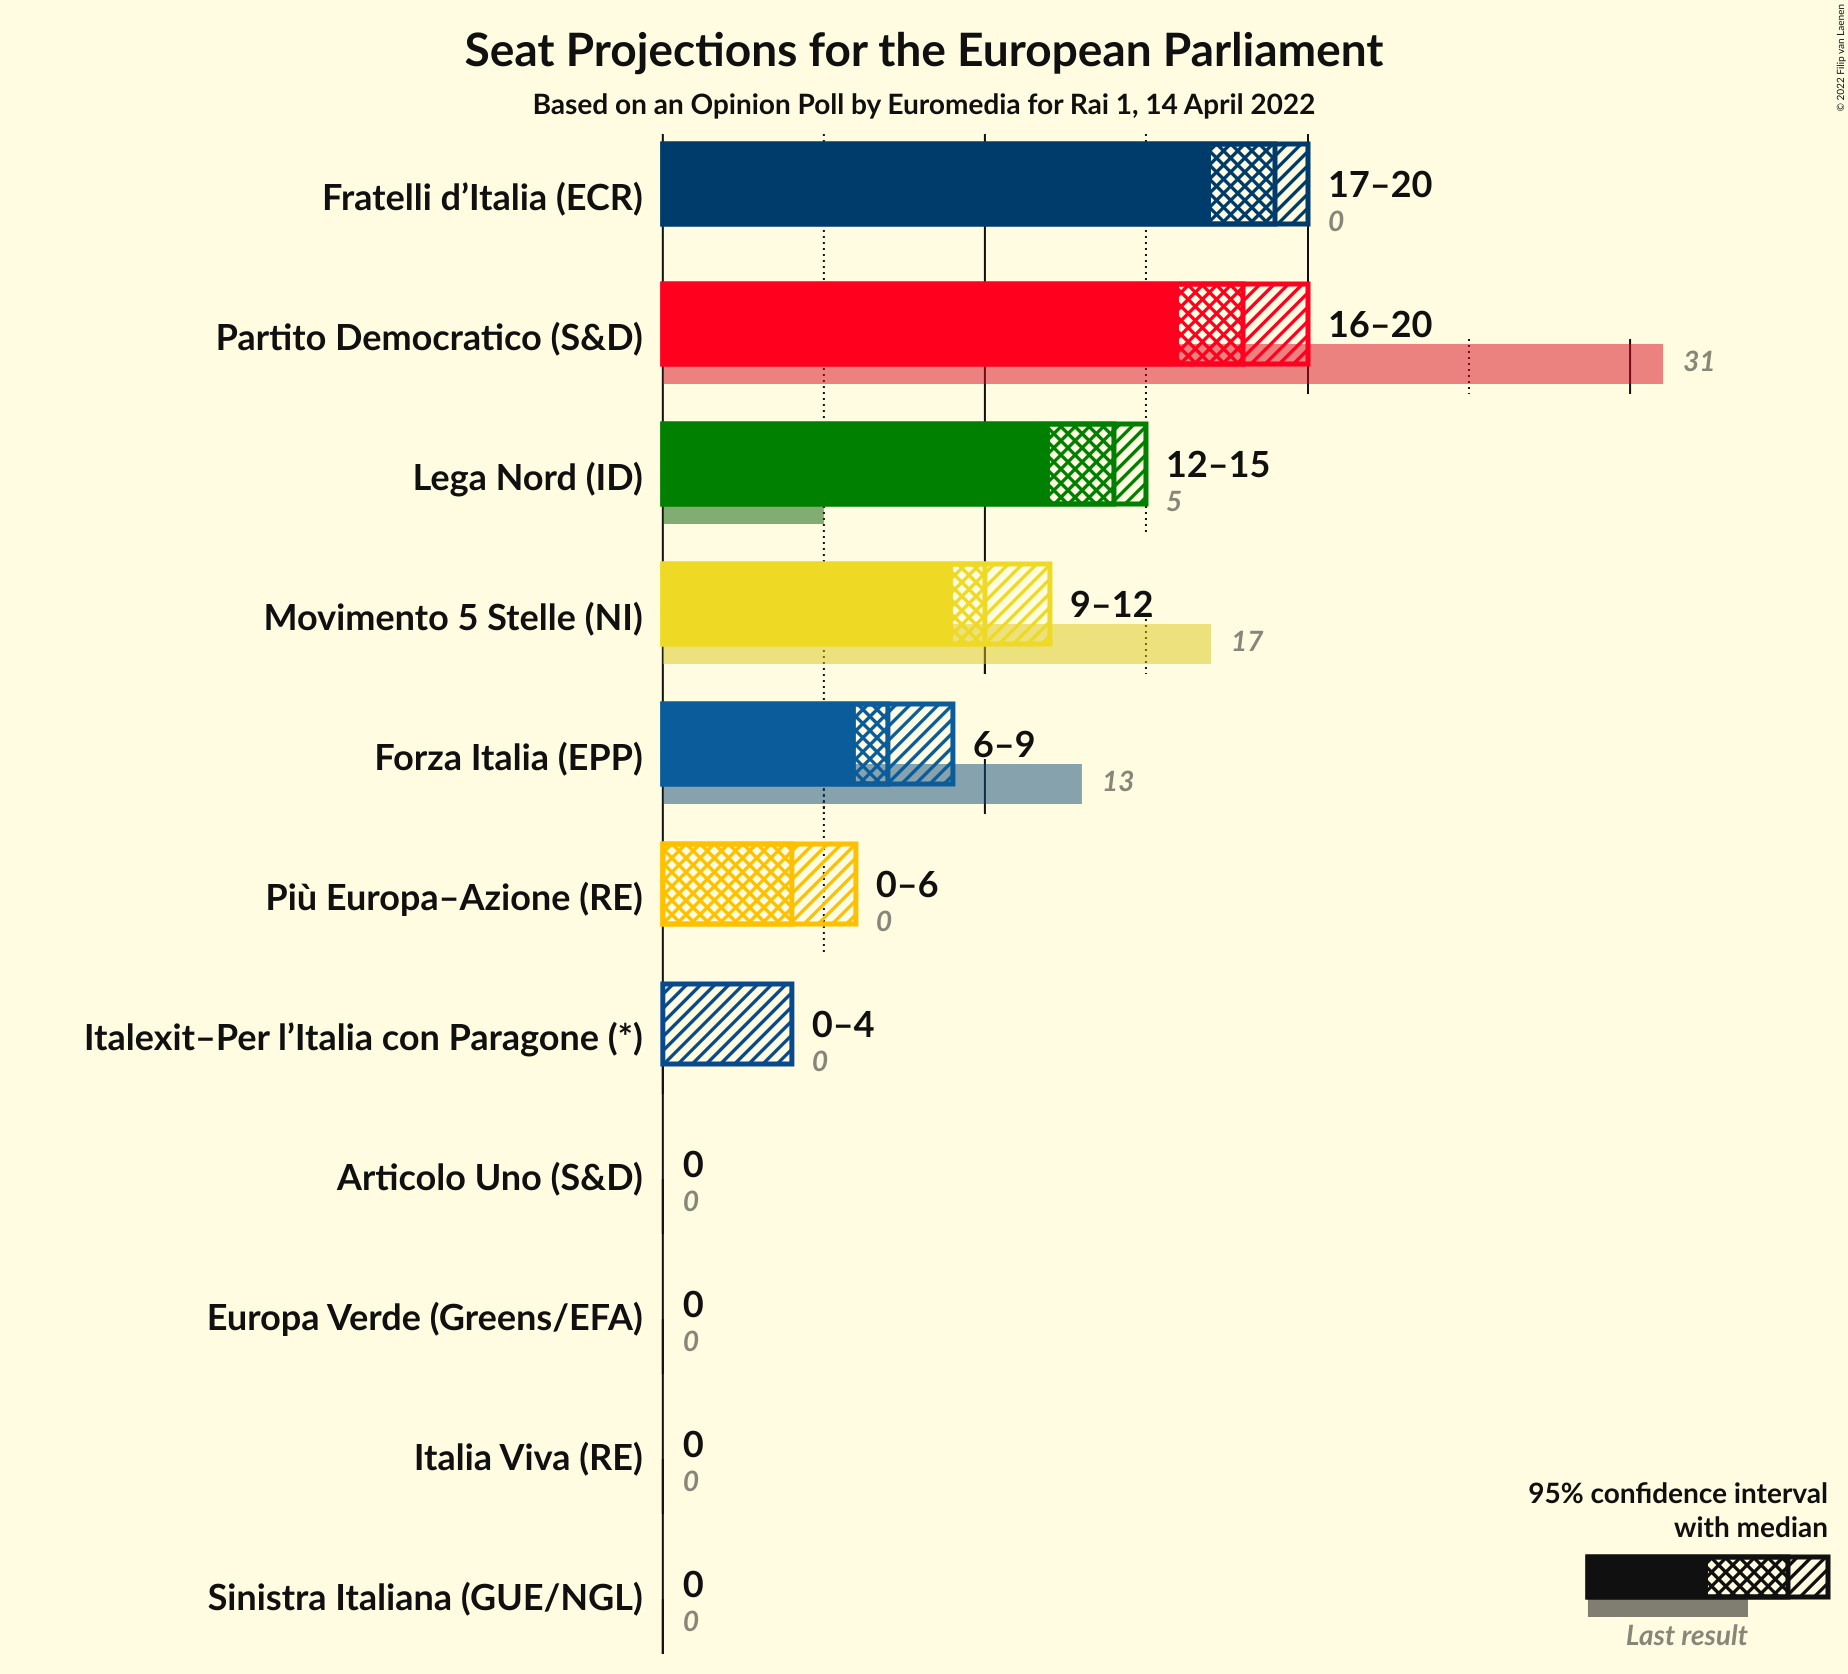 Seat Projections for the European Parliament
Based on an Opinion Poll by Euromedia for Rai 1, 14 April 2022
© 2022 Filip van Laenen
Fratelli d’Italia (ECR)
17–20
0
Partito Democratico (S&D)
16–20
31
Lega Nord (ID)
12–15
5
Movimento 5 Stelle (NI)
9–12
17
Forza Italia (EPP)
6–9
13
Più Europa–Azione (RE)
0–6
0
Italexit–Per l’Italia con Paragone (*)
0–4
0
Articolo Uno (S&D)
0
0
Europa Verde (Greens/EFA)
0
0
Italia Viva (RE)
0
0
Sinistra Italiana (GUE/NGL)
0
0
95% confidence interval
with median
Last result